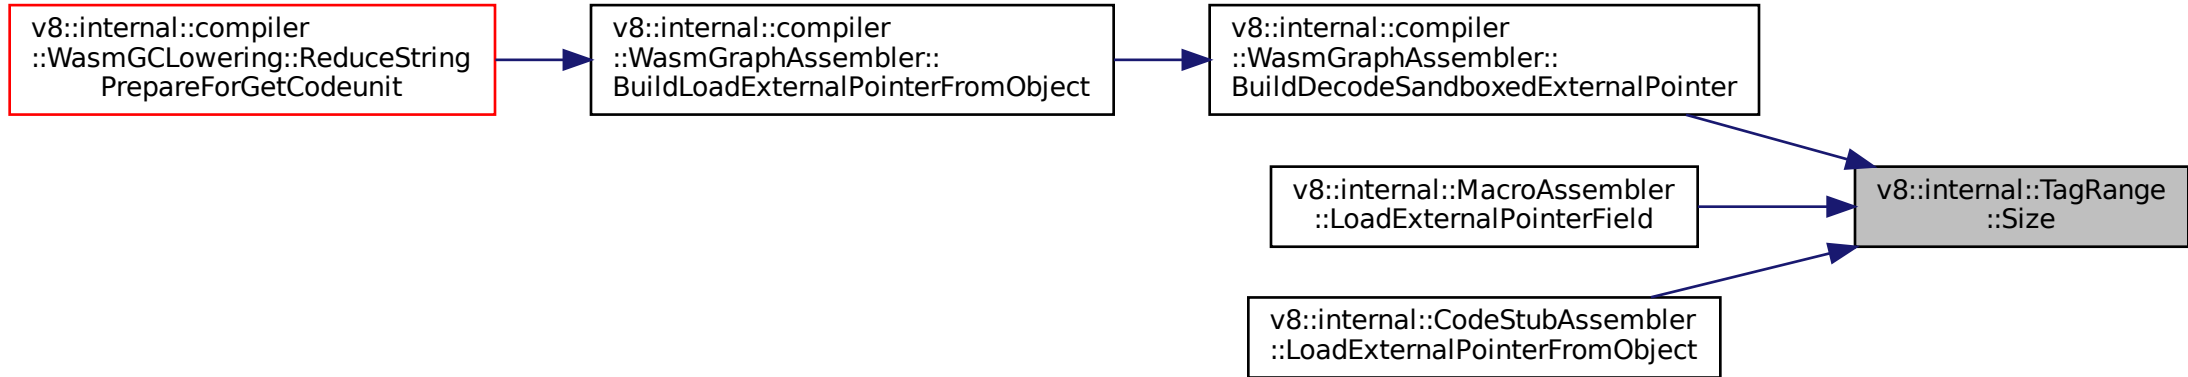 v8::internal::compiler
::WasmGCLowering::ReduceString
PrepareForGetCodeunit
v8::internal::compiler
::WasmGraphAssembler::
BuildLoadExternalPointerFromObject
v8::internal::compiler
::WasmGraphAssembler::
BuildDecodeSandboxedExternalPointer
v8::internal::MacroAssembler
::LoadExternalPointerField
v8::internal::TagRange
::Size
v8::internal::CodeStubAssembler
::LoadExternalPointerFromObject